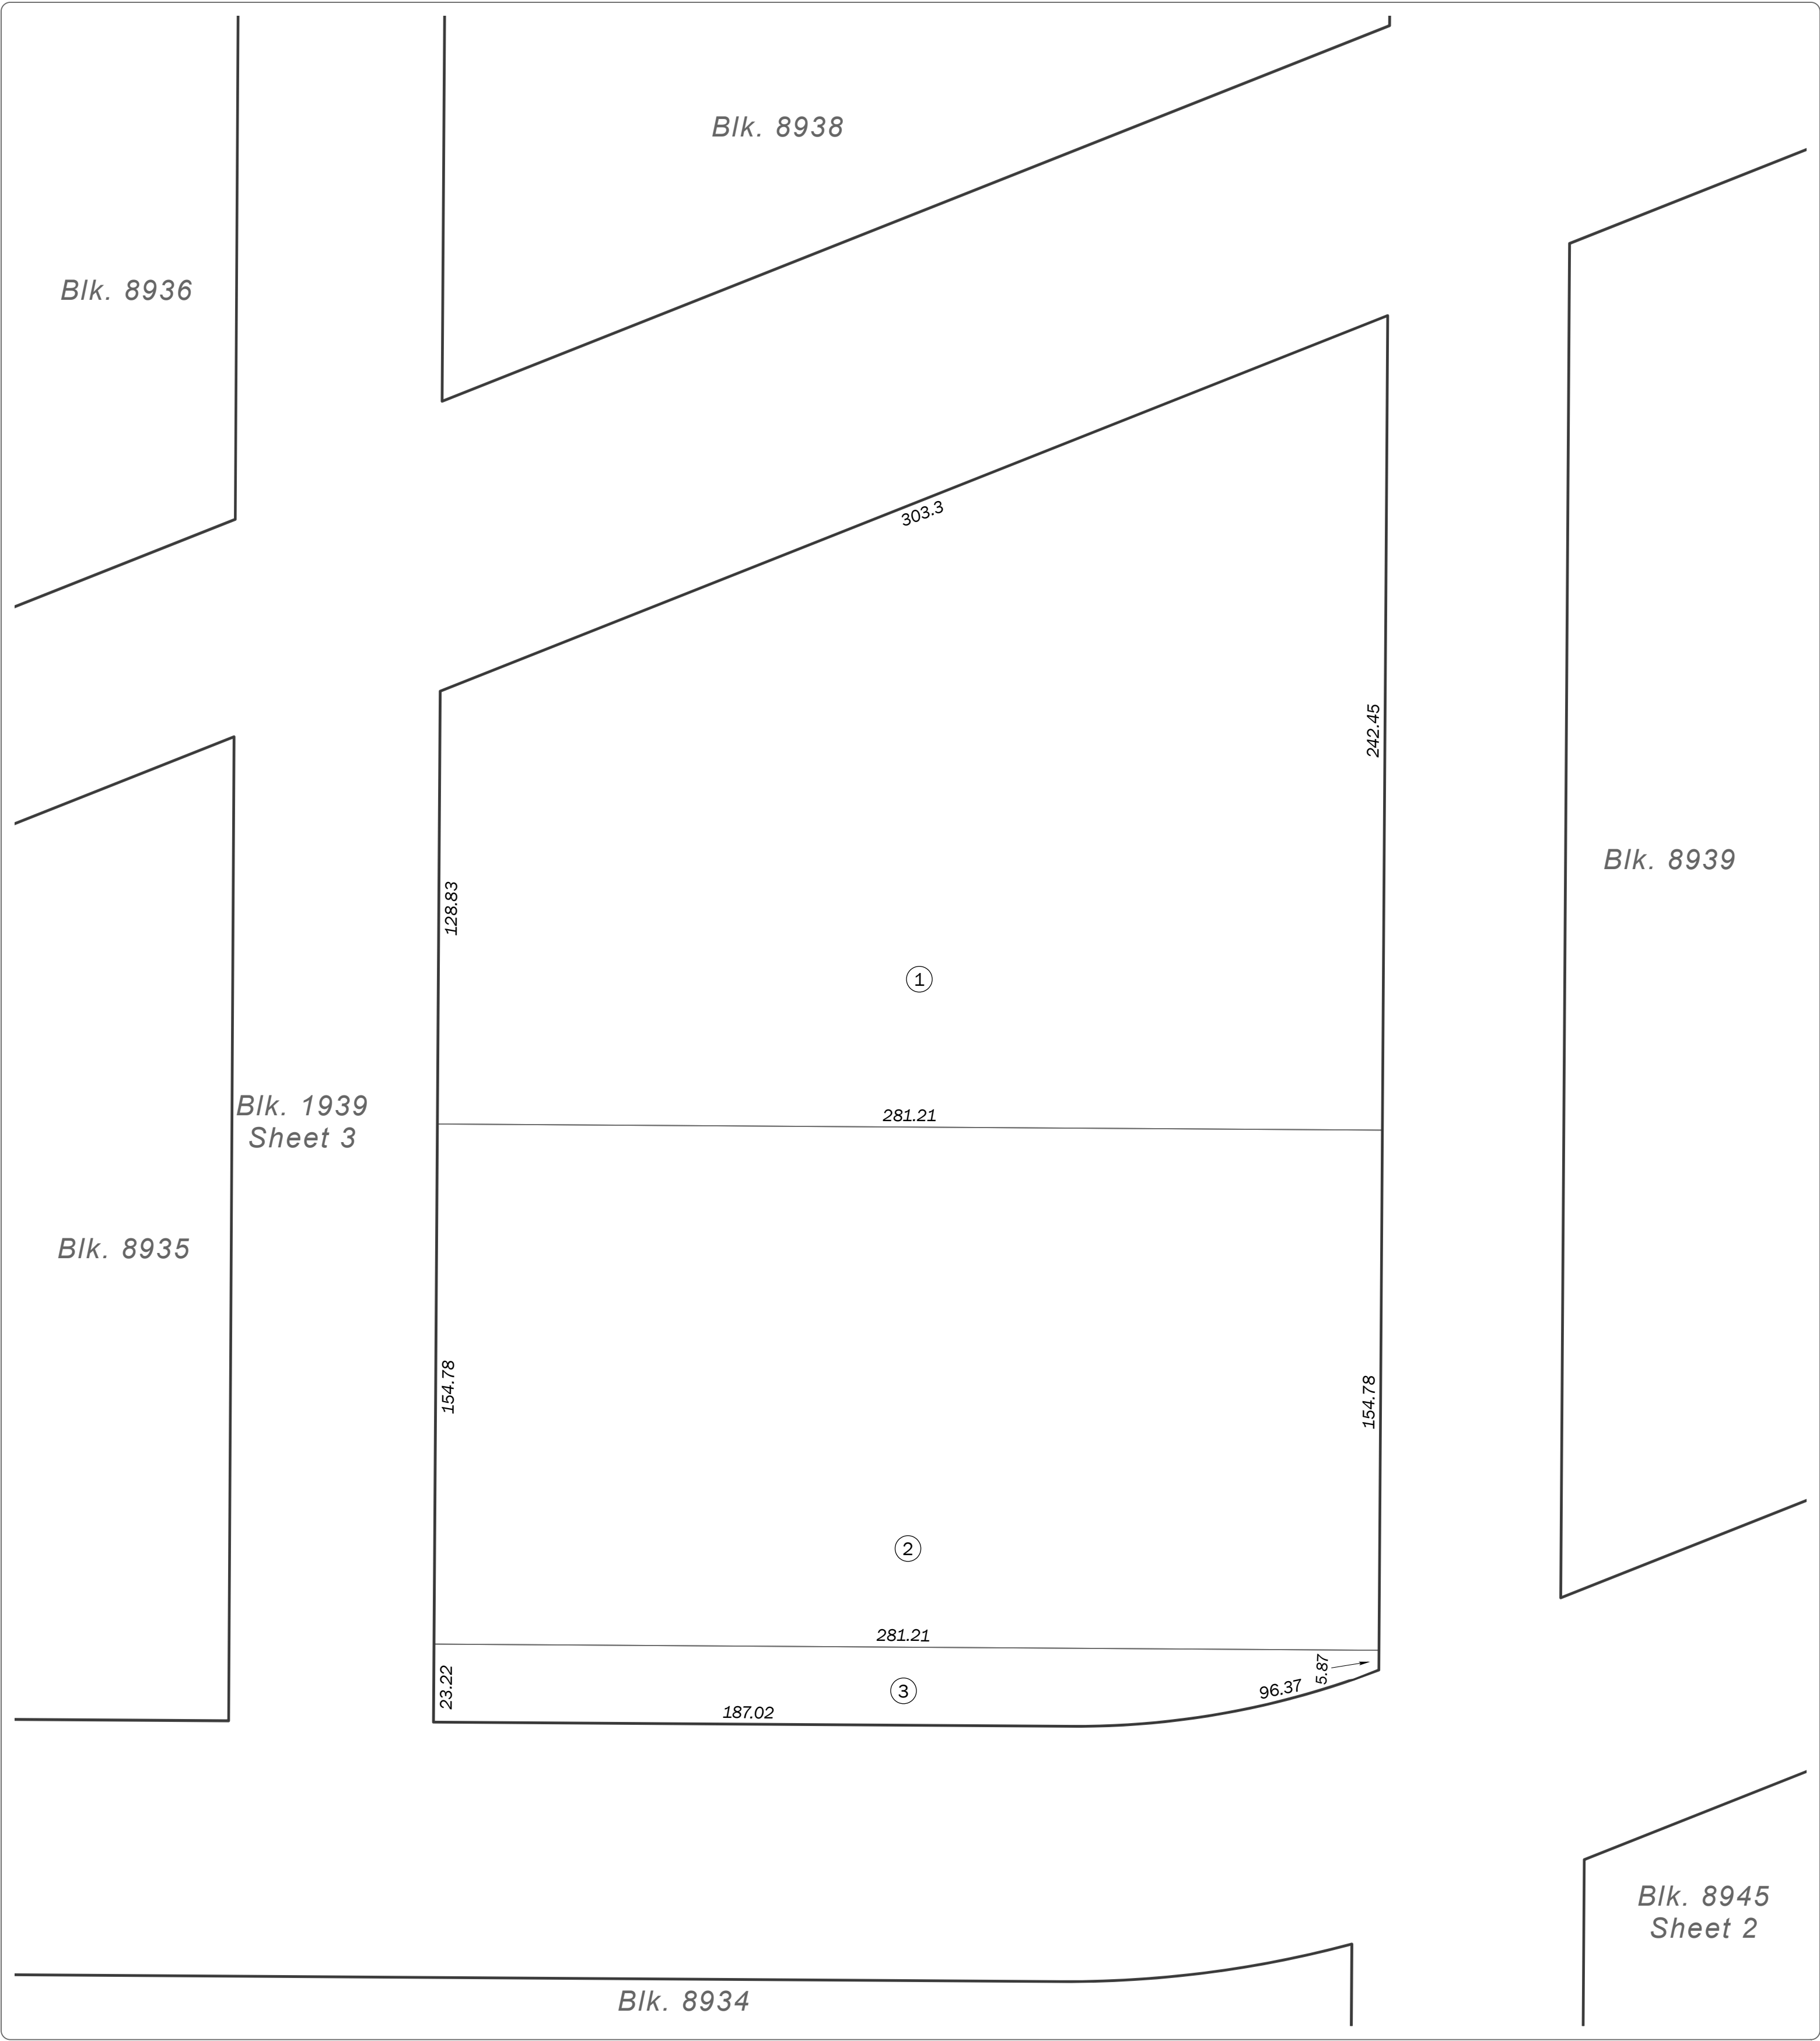 Blk. 8938
Blk. 8936
303.3
242.45
128.83
Blk. 8939
1
Blk. 1939
Sheet 3
281.21
Blk. 8935
154.78
154.78
2
281.21
5.87
23.22
3
96.37
187.02
Blk. 8945
Sheet 2
Blk. 8934